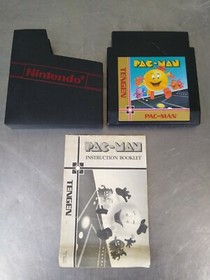 Nintendo
PAC-MAN
TENGEN
PAC-MAN
PAC-MAN
INSTRUCTION BOOKLET
TENGEN